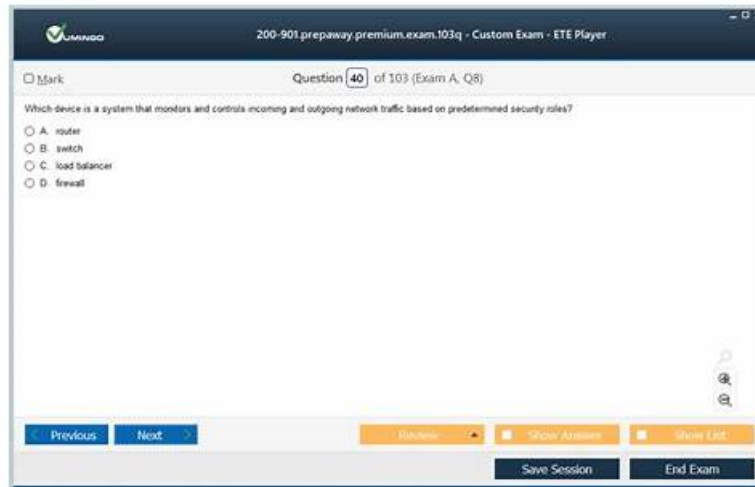 VUMINGO
200-901.prepaway.premium.exam.103q - Custom Exam - ETE Player
Mark
Question 40 of 103 (Exam A, Q8)
Which device is a system that monitors and controls incoming and outgoing network traffic based on predetermined security roles?
A. router
B. switch
C. load balancer
D. firewall
Previous
Next
Review
Show Answer
Show List
Save Session
End Exam